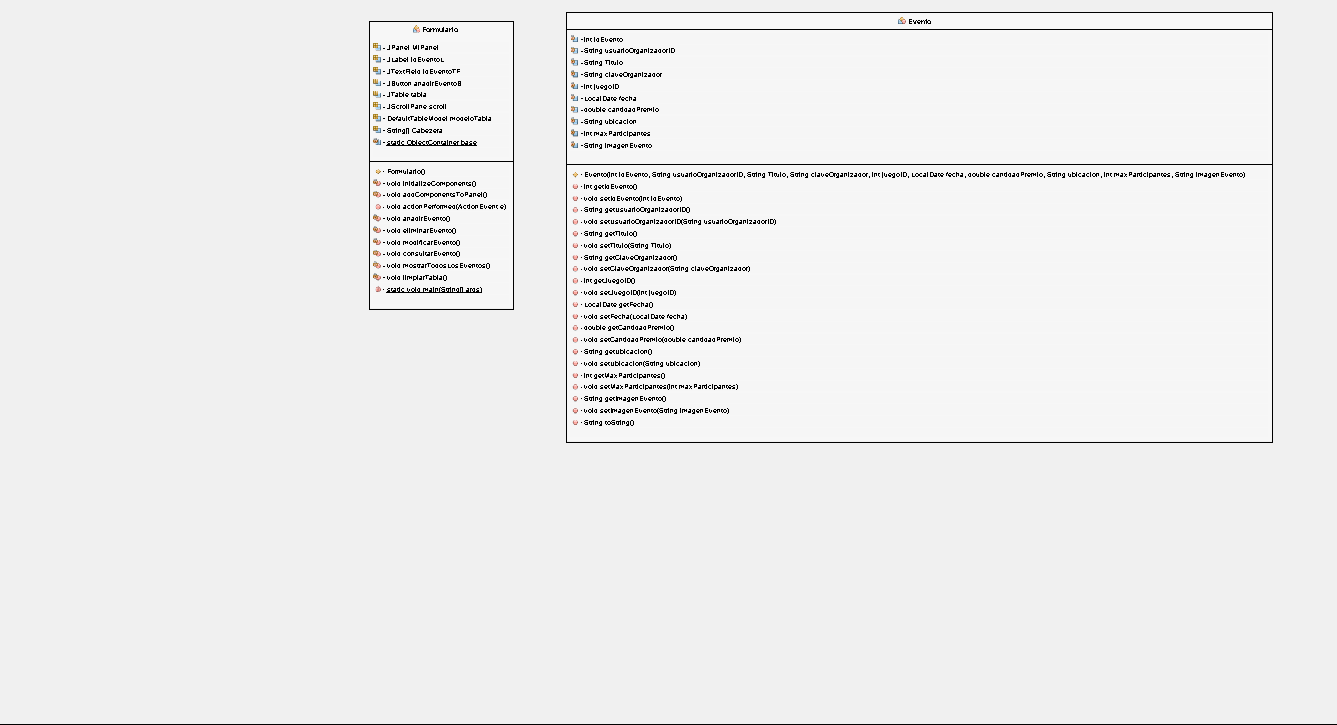 Formulario
- JPanel MiPanel
- JLabel idEventoL
- JTextField idEventoTF
- JButton anadirEventoB
- JTable tabla
- JScrollPane scroll
- DefaultTableModel modeloTabla
- String[] Cabezera
- static ObjectContainer base
- Formulario()
- void initializeComponents()
- void addComponentsToPanel()
- void actionPerformed(ActionEvent e)
- void anadirEvento()
- void eliminarEvento()
- void modificarEvento()
- void consultarEvento()
- void mostrarTodosLosEventos()
- void limpiarTabla()
- static void main(String[] args)
Evento
- int idEvento
- String usuarioOrganizadorID
- String Titulo
- String claveOrganizador
- int juegoID
- LocalDate fecha
- double cantidadPremio
- String ubicacion
- int maxParticipantes
- String imagenEvento
- Evento(int idEvento, String usuarioOrganizadorID, String Titulo, String claveOrganizador, int juegoID, LocalDate fecha, double cantidadPremio, String ubicacion, int maxParticipantes, String imagenEvento)
- int getIdEvento()
- void setIdEvento(int idEvento)
- String getUsuarioOrganizadorID()
- void setUsuarioOrganizadorID(String usuarioOrganizadorID)
- String getTitulo()
- void setTitulo(String Titulo)
- String getClaveOrganizador()
- void setClaveOrganizador(String claveOrganizador)
- int getJuegoID()
- void setJuegoID(int juegoID)
- LocalDate getFecha()
- void setFecha(LocalDate fecha)
- double getCantidadPremio()
- void setCantidadPremio(double cantidadPremio)
- String getUbicacion()
- void setUbicacion(String ubicacion)
- int getMaxParticipantes()
- void setMaxParticipantes(int maxParticipantes)
- String getImagenEvento()
- void setImagenEvento(String imagenEvento)
- String toString()